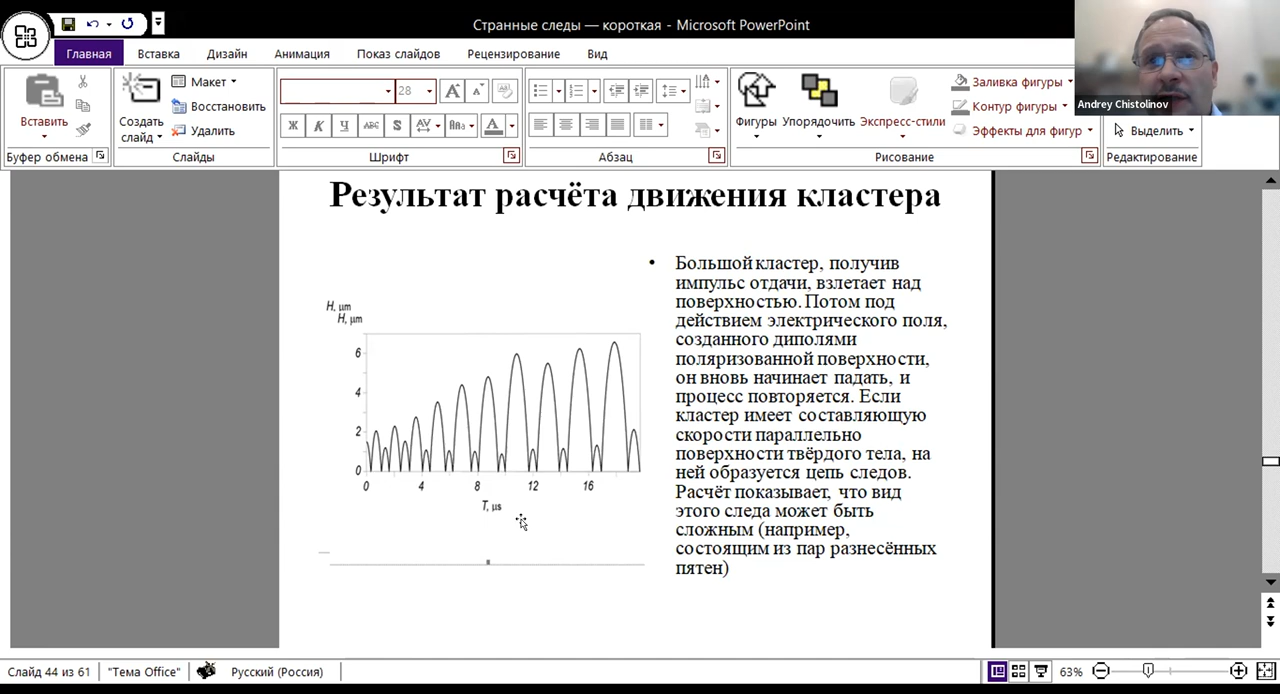 Странные следы — короткая - Microsoft PowerPoint
Главная
Вставка
Дизайн
Анимация
Показ слайдов
Рецензирование
Вид
Вставить
Буфер обмена
Создать
слайд
Макет
Восстановить
Удалить
Слайды
28
Ж К Ч ABC S AV Aa A
Шрифт
Абзац
Фигуры
Упорядочить
Экспресс-стили
Заливка фигуры
Контур фигуры
Эффекты для фигур
Рисование
Andrey Chistolinov
Выделить
Редактирование
Результат расчёта движения кластера
H, μm
H, μm
6
4
2
0
0 4 8 12 16
T, μs
• Большой кластер, получив
импульс отдачи, взлетает над
поверхностью. Потом под
действием электрического поля,
созданного диполями
поляризованной поверхности,
он вновь начинает падать, и
процесс повторяется. Если
кластер имеет составляющую
скорости параллельно
поверхности твёрдого тела, на
ней образуется цепь следов.
Расчёт показывает, что вид
этого следа может быть
сложным (например,
состоящим из пар разнесённых
пятен)
Слайд 44 из 61
"Тема Office"
Русский (Россия)
63%